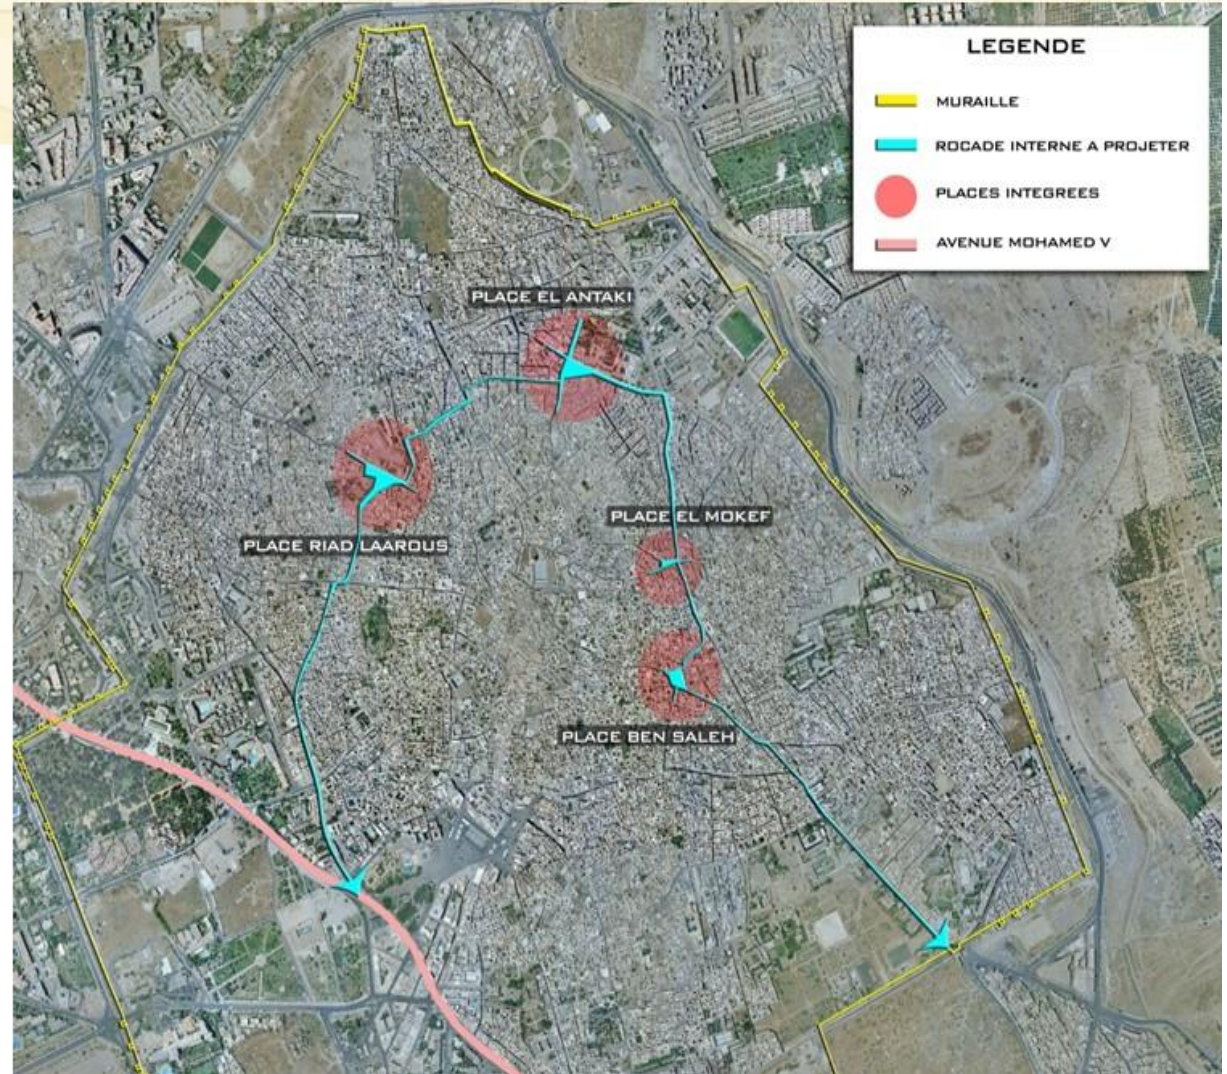 LEGENDE
MURAILLE
ROCADE INTERNE A PROJETER
PLACES INTEGREES
AVENUE MOHAMED V
PLACE EL ANTAKI
PLACE EL MOKEF
PLACE RIAD LAAROUS
PLACE BEN SALEH